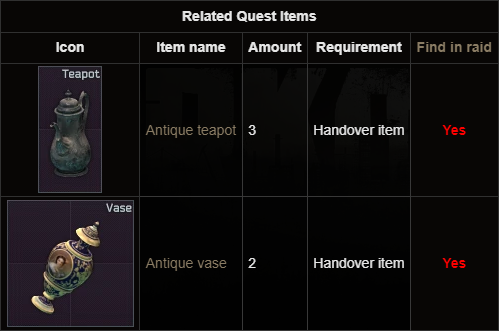 Related Quest Items
Icon Item name Amount Requirement Find in raid
Teapot
Antique teapot 3 Handover item Yes
Vase
Antique vase 2 Handover item Yes